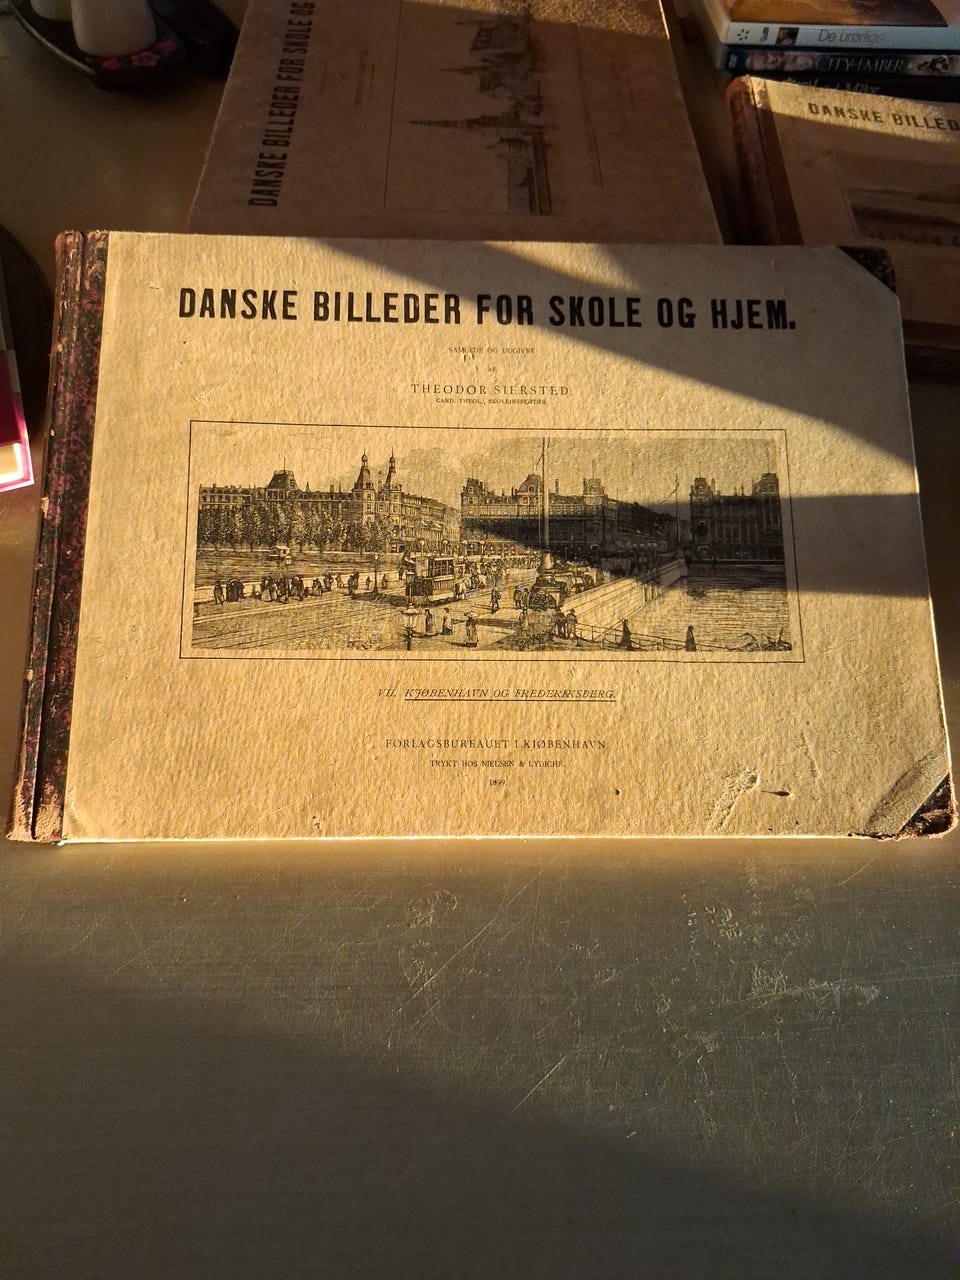 DANSKE BILLEDER FOR SKOLE OG
De urørlige
CITY OF EMBER
DANSKE BILLED
DANSKE BILLEDER FOR SKOLE OG HJEM.
SAMLEDE OG UDGIVNE
AF
THEODOR SIERSTED,
CAND. THEOL., SKOLEINSPEKTØR.
VII. KJØBENHAVN OG FREDERIKSBERG.
FORLAGSBUREAUET I KJØBENHAVN
TRYKT HOS NIELSEN & LYDICHE.
1899.